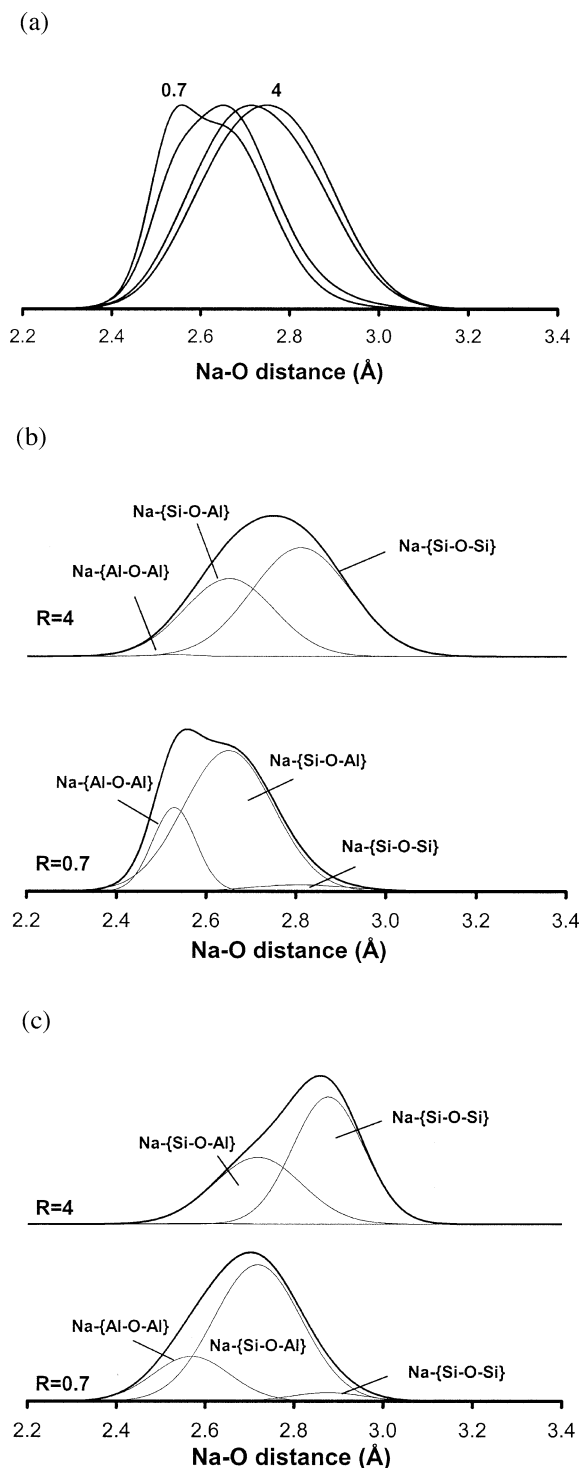 (a)
0.7 4
2.2 2.4 2.6 2.8 3.0 3.2 3.4
Na-O distance (Å)
(b)
Na-{Si-O-Al}
Na-{Si-O-Si}
Na-{Al-O-Al}
R=4
Na-{Si-O-Al}
Na-{Al-O-Al}
Na-{Si-O-Si}
R=0.7
2.2 2.4 2.6 2.8 3.0 3.2 3.4
Na-O distance (Å)
(c)
Na-{Si-O-Si}
Na-{Si-O-Al}
R=4
Na-{Al-O-Al}
Na-{Si-O-Al}
Na-{Si-O-Si}
R=0.7
2.2 2.4 2.6 2.8 3.0 3.2 3.4
Na-O distance (Å)